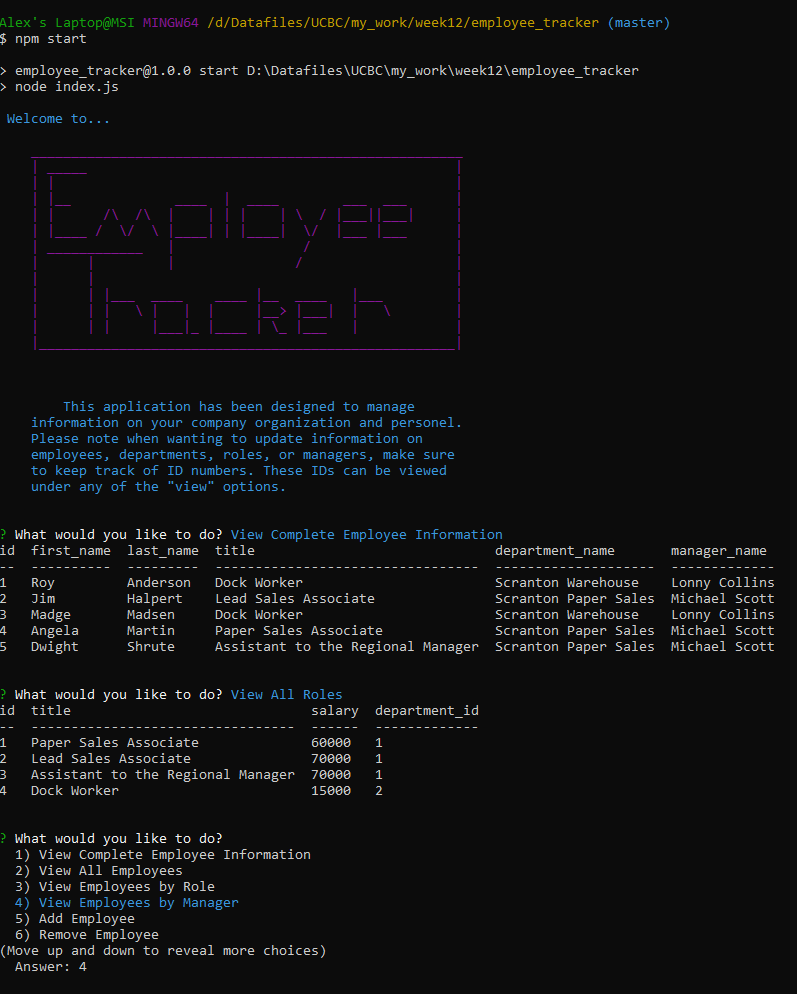 Alex's Laptop@MSI MINGW64 /d/Datafiles/UCBC/my_work/week12/employee_tracker (master)
$ npm start
> employee_tracker@1.0.0 start D:\Datafiles\UCBC\my_work\week12\employee_tracker
> node index.js
Welcome to...
Employee
Tracker
This application has been designed to manage
information on your company organization and personel.
Please note when wanting to update information on
employees, departments, roles, or managers, make sure
to keep track of ID numbers. These IDs can be viewed
under any of the "view" options.
? What would you like to do? View Complete Employee Information
id first_name last_name title department_name manager_name
-- ---------- --------- --------------------------------- -------------------- -------------
1 Roy Anderson Dock Worker Scranton Warehouse Lonny Collins
2 Jim Halpert Lead Sales Associate Scranton Paper Sales Michael Scott
3 Madge Madsen Dock Worker Scranton Warehouse Lonny Collins
4 Angela Martin Paper Sales Associate Scranton Paper Sales Michael Scott
5 Dwight Shrute Assistant to the Regional Manager Scranton Paper Sales Michael Scott
? What would you like to do? View All Roles
id title salary department_id
-- --------------------------------- ------ -------------
1 Paper Sales Associate 60000 1
2 Lead Sales Associate 70000 1
3 Assistant to the Regional Manager 70000 1
4 Dock Worker 15000 2
? What would you like to do?
1) View Complete Employee Information
2) View All Employees
3) View Employees by Role
4) View Employees by Manager
5) Add Employee
6) Remove Employee
(Move up and down to reveal more choices)
Answer: 4